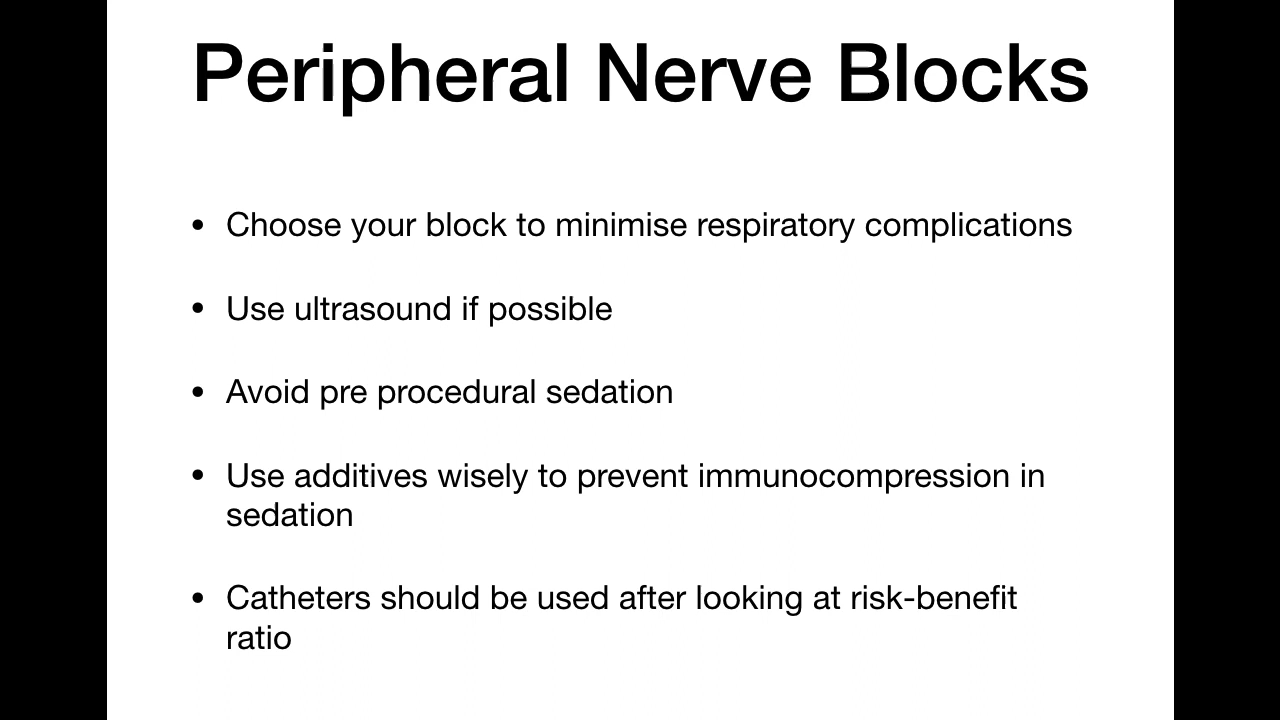 Peripheral Nerve Blocks
• Choose your block to minimise respiratory complications
• Use ultrasound if possible
• Avoid pre procedural sedation
• Use additives wisely to prevent immunocompression in
sedation
• Catheters should be used after looking at risk-benefit
ratio